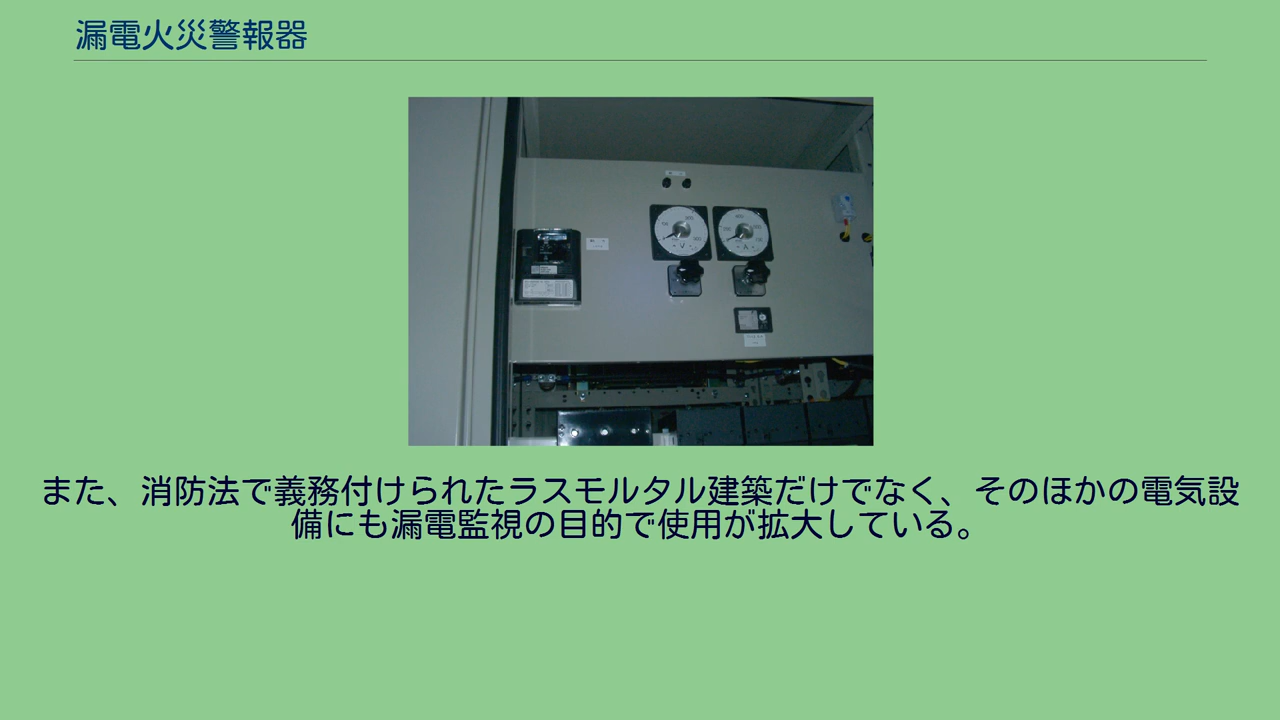 漏電火災警報器
V
A
また、消防法で義務付けられたラスモルタル建築だけでなく、そのほかの電気設
備にも漏電監視の目的で使用が拡大している。